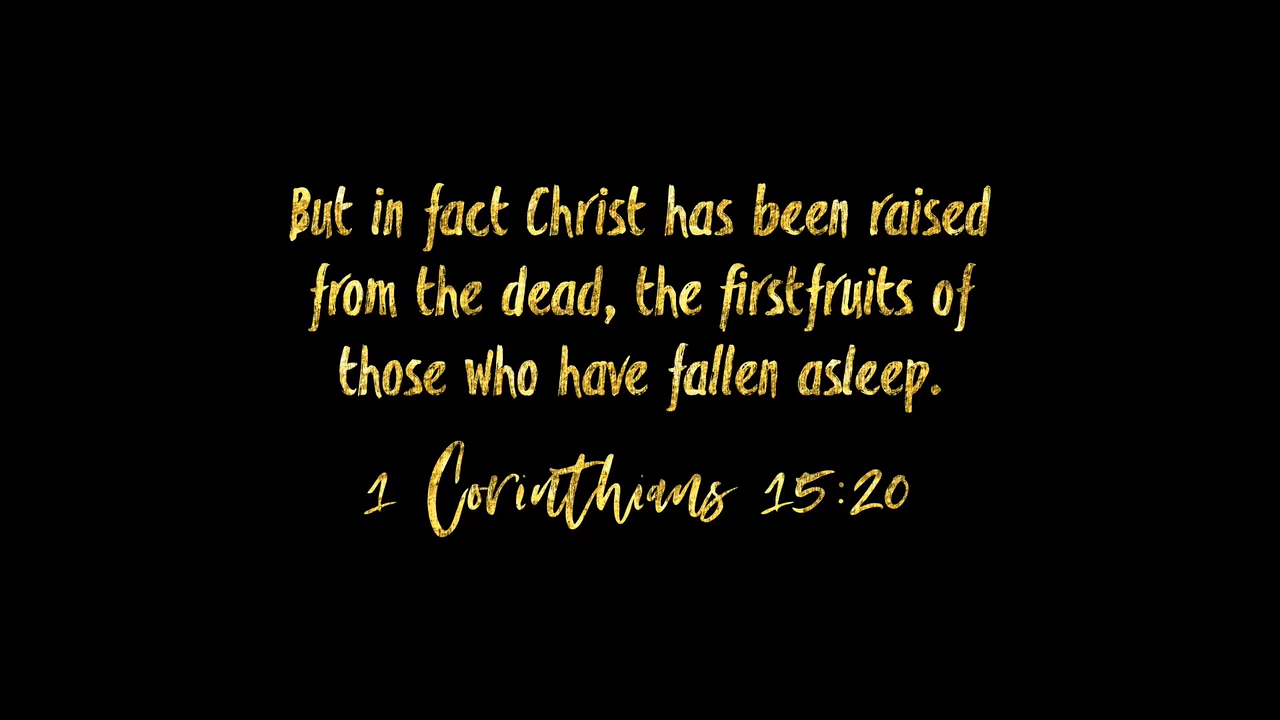 But in fact Christ has been raised
from the dead, the firstfruits of
those who have fallen asleep.
1 Corinthians 15:20